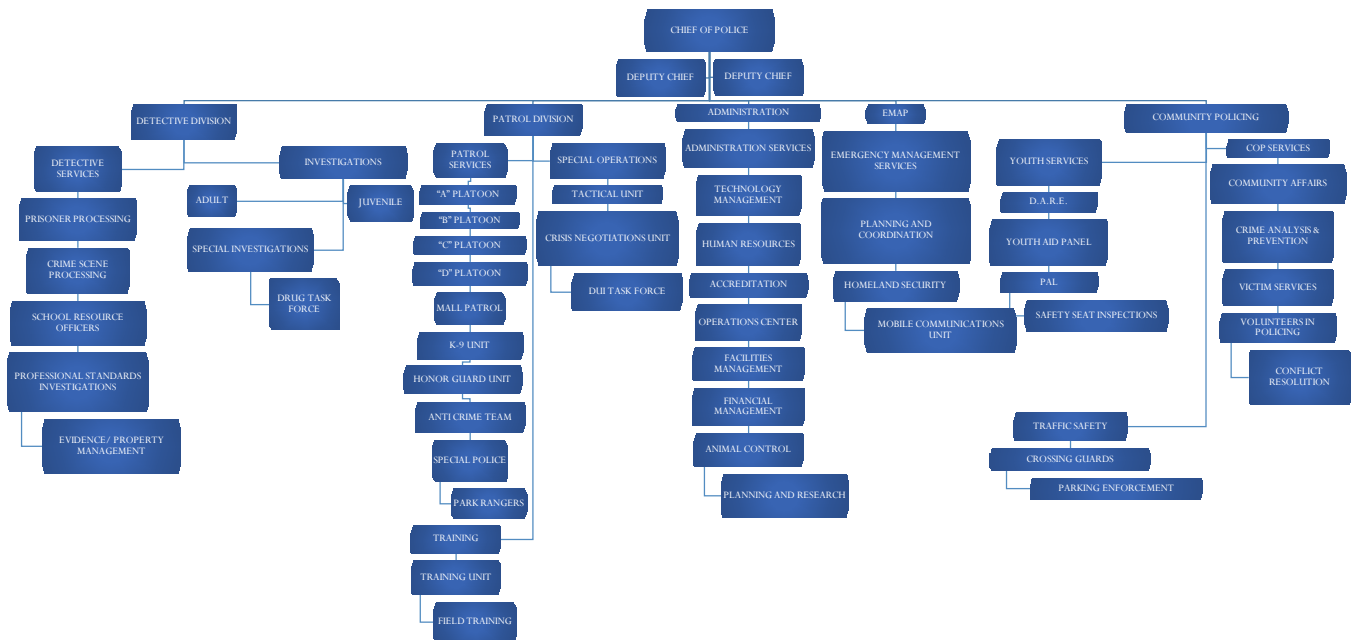 CHIEF OF POLICE
DEPUTY CHIEF
DEPUTY CHIEF
DETECTIVE DIVISION
DETECTIVE
SERVICES
PRISONER PROCESSING
CRIME SCENE
PROCESSING
SCHOOL RESOURCE
OFFICERS
PROFESSIONAL STANDARDS
INVESTIGATIONS
EVIDENCE/ PROPERTY
MANAGEMENT
INVESTIGATIONS
ADULT
JUVENILE
SPECIAL INVESTIGATIONS
DRUG TASK
FORCE
PATROL DIVISION
PATROL
SERVICES
“A” PLATOON
“B” PLATOON
“C” PLATOON
“D” PLATOON
MALL PATROL
K-9 UNIT
HONOR GUARD UNIT
ANTI CRIME TEAM
SPECIAL POLICE
PARK RANGERS
SPECIAL OPERATIONS
TACTICAL UNIT
CRISIS NEGOTIATIONS UNIT
DUI TASK FORCE
TRAINING
TRAINING UNIT
FIELD TRAINING
ADMINISTRATION
ADMINISTRATION SERVICES
TECHNOLOGY
MANAGEMENT
HUMAN RESOURCES
ACCREDITATION
OPERATIONS CENTER
FACILITIES
MANAGEMENT
FINANCIAL
MANAGEMENT
ANIMAL CONTROL
PLANNING AND RESEARCH
EMAP
EMERGENCY MANAGEMENT
SERVICES
PLANNING AND
COORDINATION
HOMELAND SECURITY
MOBILE COMMUNICATIONS
UNIT
COMMUNITY POLICING
YOUTH SERVICES
D.A.R.E.
YOUTH AID PANEL
PAL
SAFETY SEAT INSPECTIONS
COP SERVICES
COMMUNITY AFFAIRS
CRIME ANALYSIS &
PREVENTION
VICTIM SERVICES
VOLUNTEERS IN
POLICING
CONFLICT
RESOLUTION
TRAFFIC SAFETY
CROSSING GUARDS
PARKING ENFORCEMENT